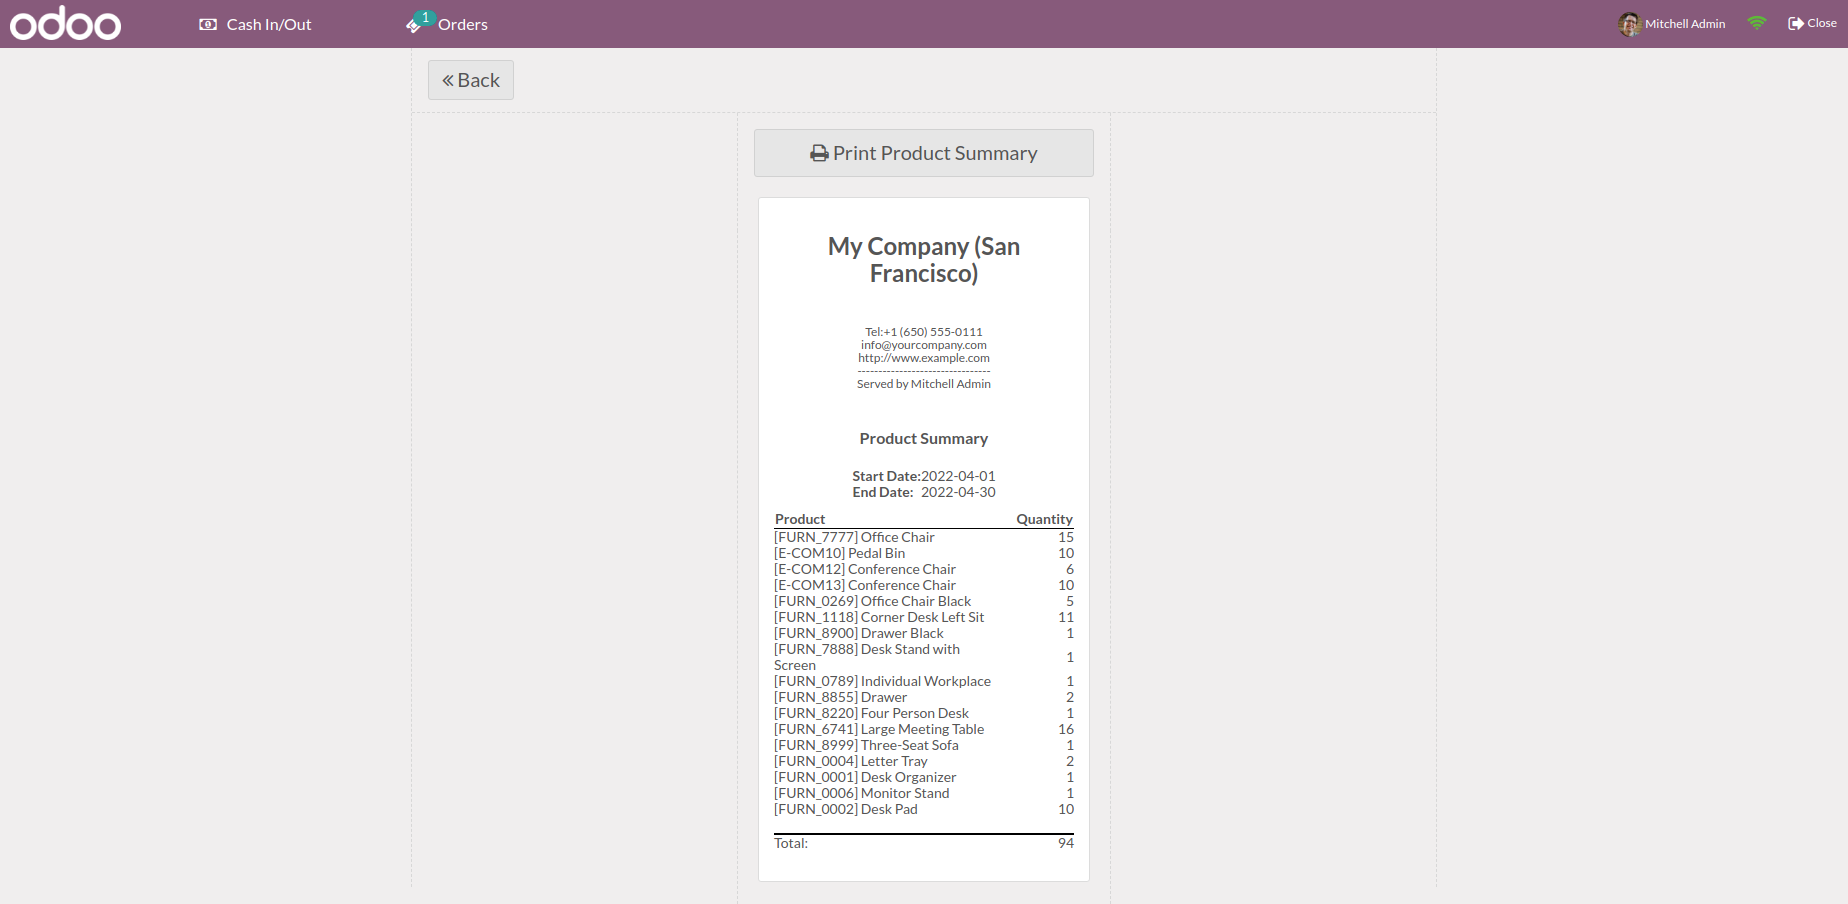 odoo
Cash In/Out
1
Orders
Mitchell Admin
Close
Back
Print Product Summary
My Company (San
Francisco)
Tel:+1 (650) 555-0111
info@yourcompany.com
http://www.example.com
--------------------------------
Served by Mitchell Admin
Product Summary
Start Date:2022-04-01
End Date: 2022-04-30
Product Quantity
[FURN_7777] Office Chair 15
[E-COM10] Pedal Bin 10
[E-COM12] Conference Chair 6
[E-COM13] Conference Chair 10
[FURN_0269] Office Chair Black 5
[FURN_1118] Corner Desk Left Sit 11
[FURN_8900] Drawer Black 1
[FURN_7888] Desk Stand with
Screen 1
[FURN_0789] Individual Workplace 1
[FURN_8855] Drawer 2
[FURN_8220] Four Person Desk 1
[FURN_6741] Large Meeting Table 16
[FURN_8999] Three-Seat Sofa 1
[FURN_0004] Letter Tray 2
[FURN_0001] Desk Organizer 1
[FURN_0006] Monitor Stand 1
[FURN_0002] Desk Pad 10
Total: 94